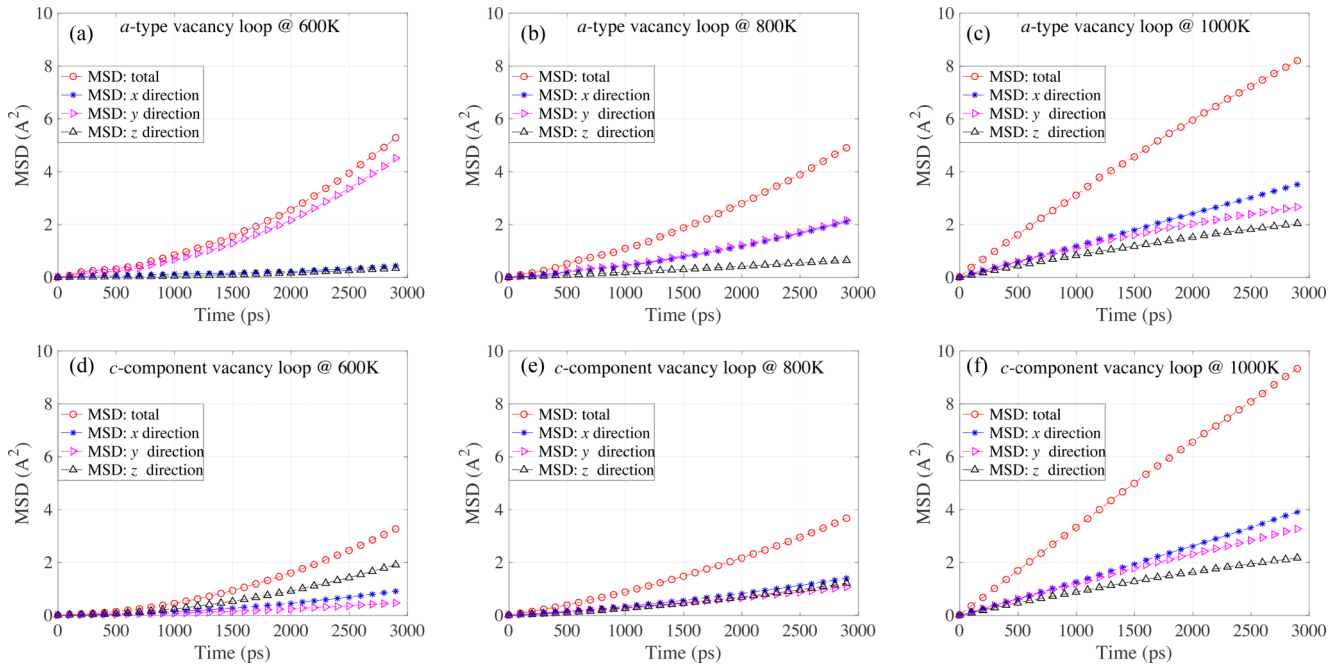 (a)
a-type vacancy loop @ 600K
10
8
6
4
2
0
MSD (A²)
MSD: total
MSD: x direction
MSD: y direction
MSD: z direction
0 500 1000 1500 2000 2500 3000
Time (ps)
(b)
a-type vacancy loop @ 800K
10
8
6
4
2
0
MSD (A²)
MSD: total
MSD: x direction
MSD: y direction
MSD: z direction
0 500 1000 1500 2000 2500 3000
Time (ps)
(c)
a-type vacancy loop @ 1000K
10
8
6
4
2
0
MSD (A²)
MSD: total
MSD: x direction
MSD: y direction
MSD: z direction
0 500 1000 1500 2000 2500 3000
Time (ps)
(d)
c-component vacancy loop @ 600K
10
8
6
4
2
0
MSD (A²)
MSD: total
MSD: x direction
MSD: y direction
MSD: z direction
0 500 1000 1500 2000 2500 3000
Time (ps)
(e)
c-component vacancy loop @ 800K
10
8
6
4
2
0
MSD (A²)
MSD: total
MSD: x direction
MSD: y direction
MSD: z direction
0 500 1000 1500 2000 2500 3000
Time (ps)
(f)
c-component vacancy loop @ 1000K
10
8
6
4
2
0
MSD (A²)
MSD: total
MSD: x direction
MSD: y direction
MSD: z direction
0 500 1000 1500 2000 2500 3000
Time (ps)